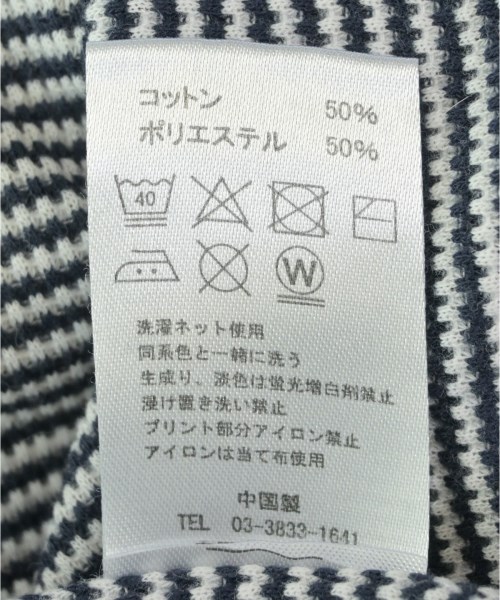 コットン 50%
ポリエステル 50%
40
W
洗濯ネット使用
同系色と一緒に洗う
生成り、淡色は蛍光増白剤禁止
浸け置き洗い禁止
プリント部分アイロン禁止
アイロンは当て布使用
中国製
TEL 03-3833-1641